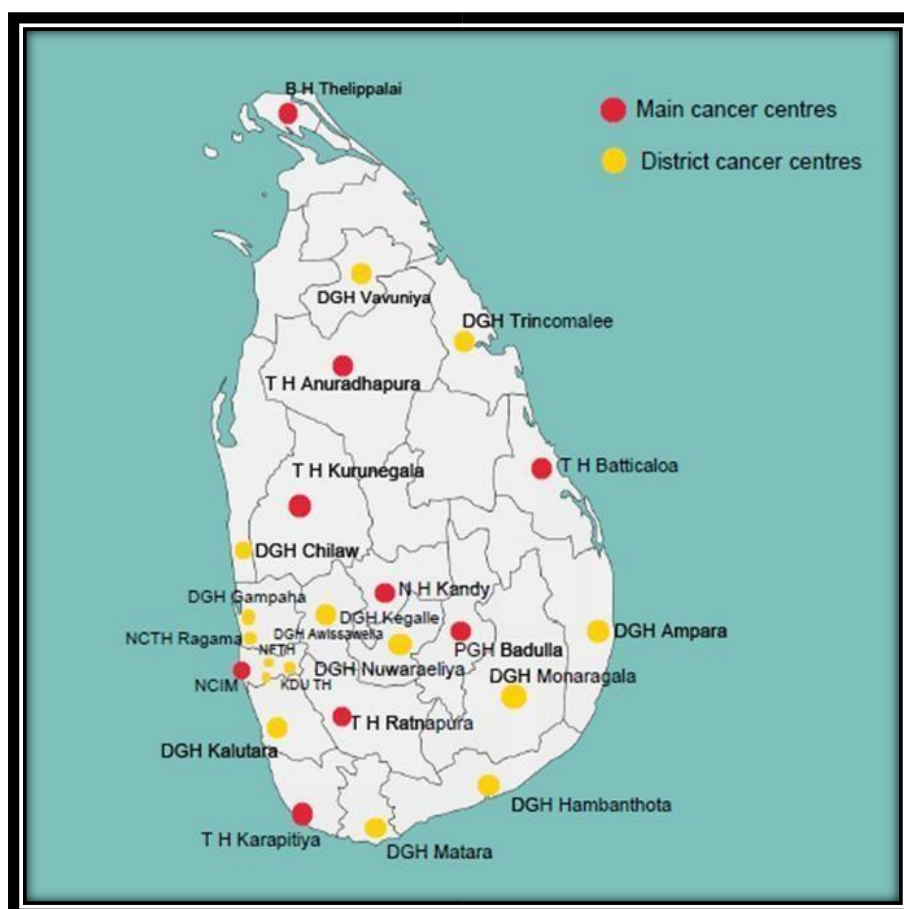 B H Thelippalai
Main cancer centres
District cancer centres
DGH Vavuniya
DGH Trincomalee
T H Anuradhapura
T H Kurunegala
T H Batticaloa
DGH Chilaw
N H Kandy
DGH Gampaha
DGH Kegalle
DGH Ampara
NCTH Ragama
DGH Awissawella
PGH Badulla
NFTH
DGH Nuwaraeliya
DGH Monaragala
NCIM
KDU TH
T H Ratnapura
DGH Kalutara
DGH Hambanthota
T H Karapitiya
DGH Matara